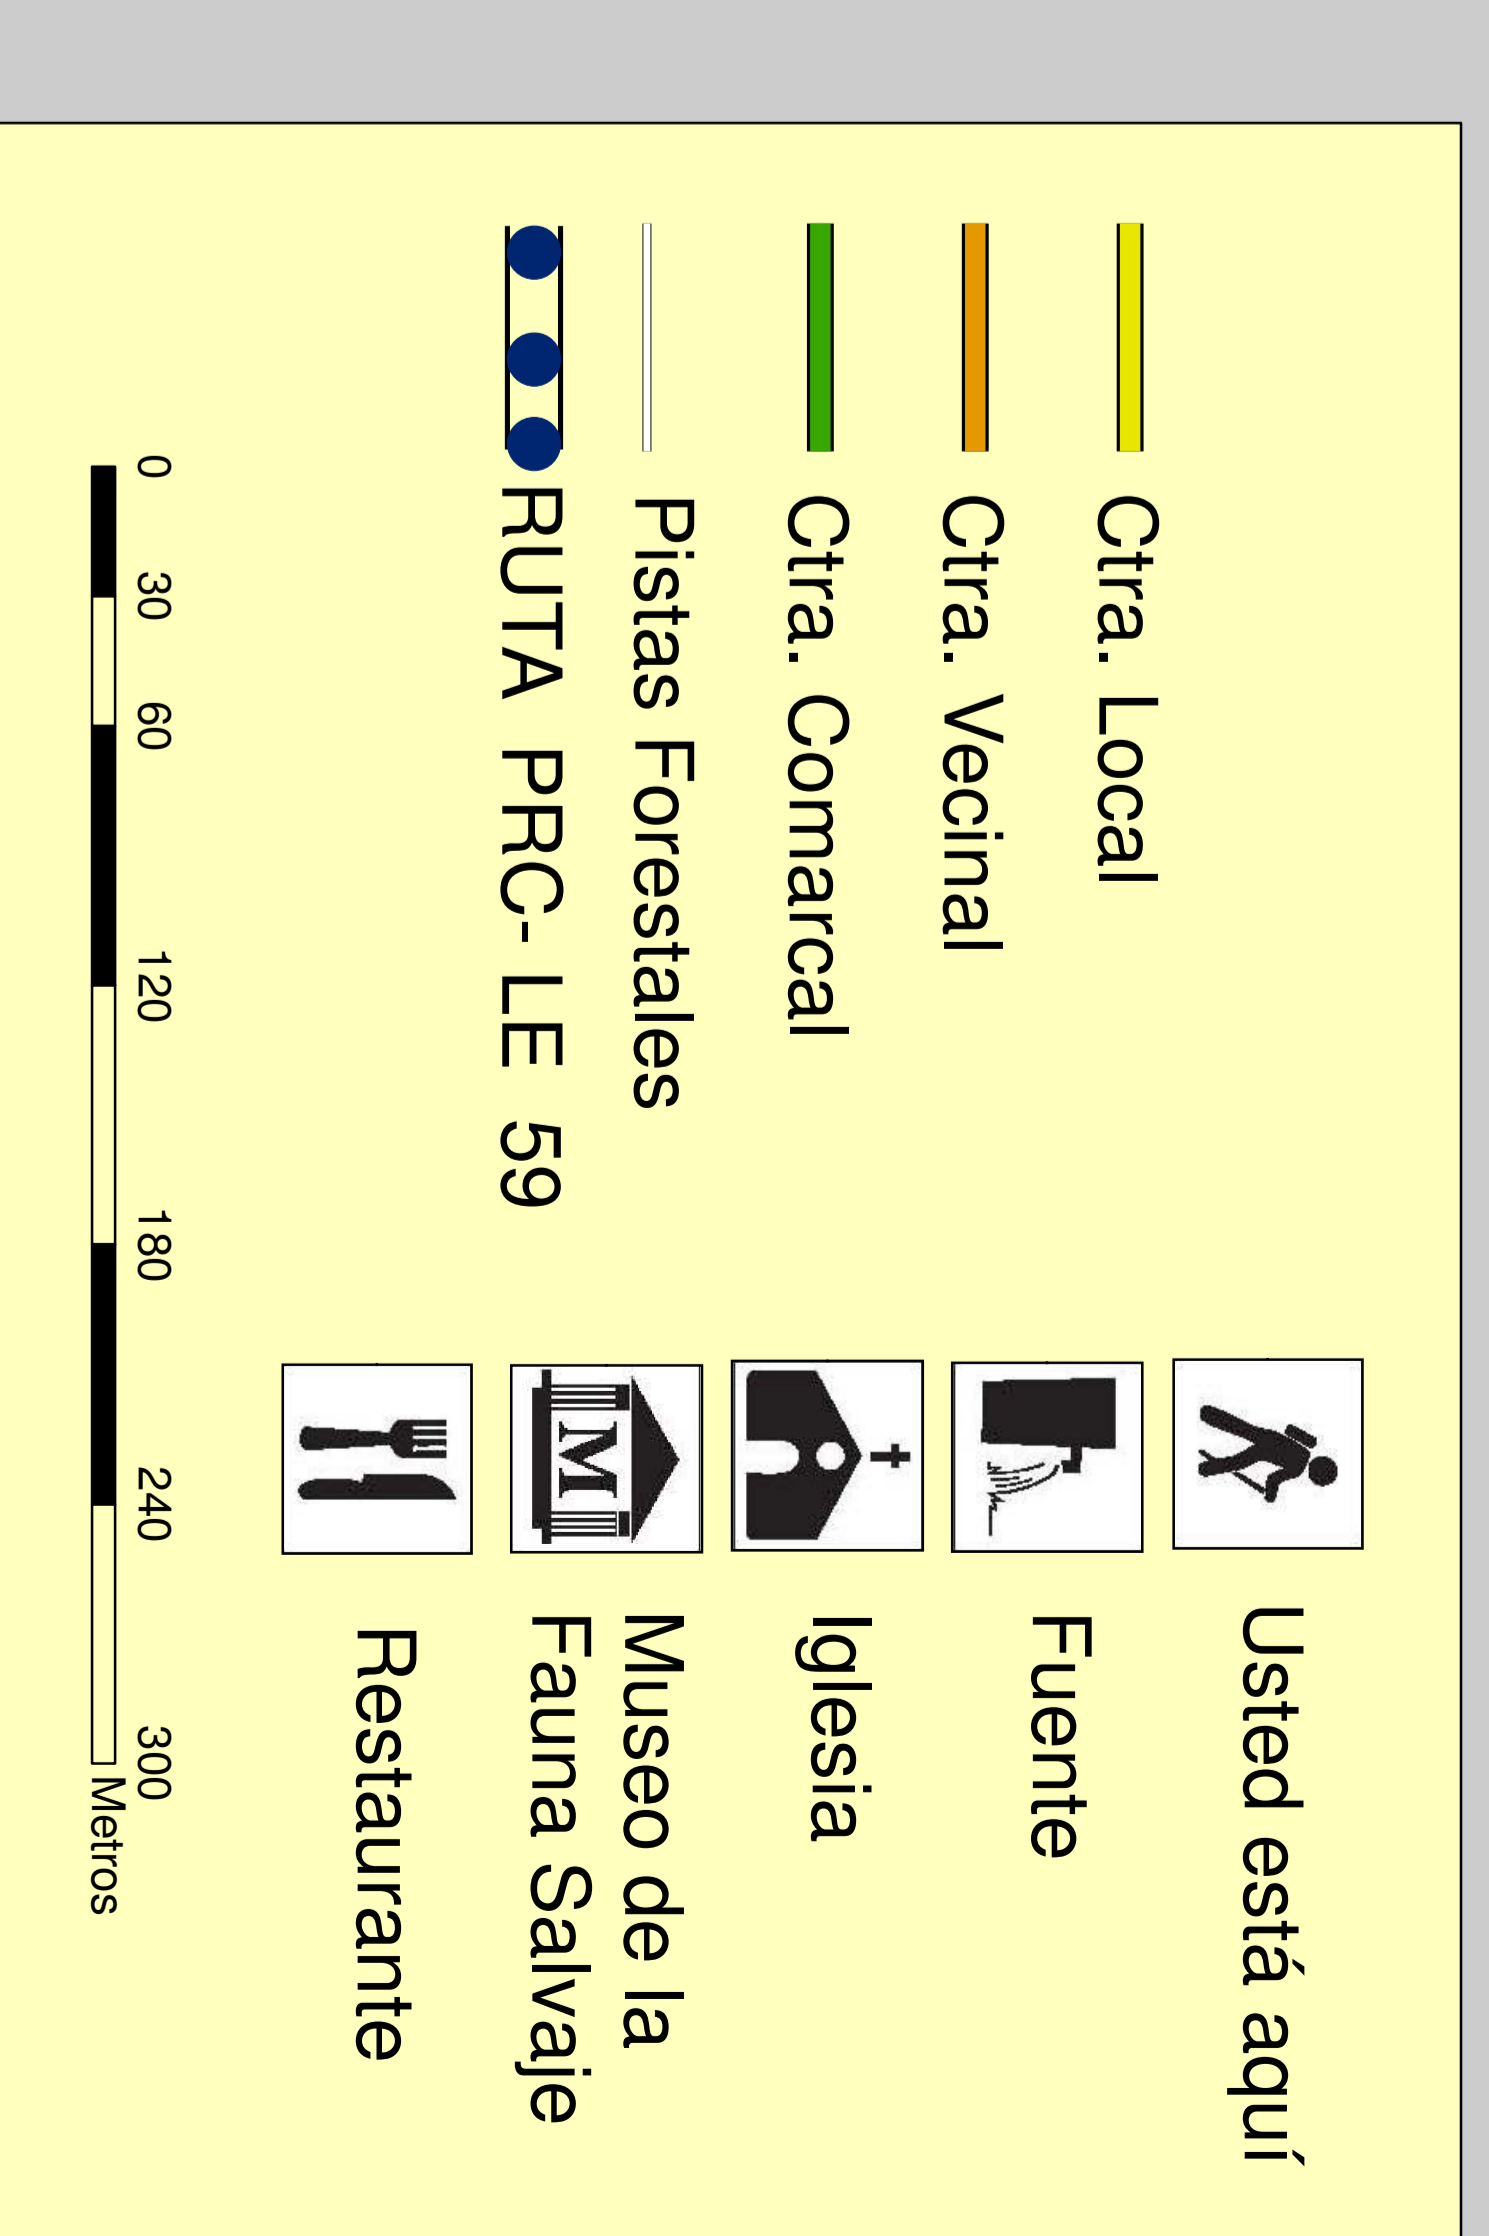 Ctra. Local
Ctra. Vecinal
Ctra. Comarcal
Pistas Forestales
RUTA PRC- LE 59
Usted está aquí
Fuente
Iglesia
M
Museo de la
Fauna Salvaje
Restaurante
0 30 60 120 180 240 300
Metros